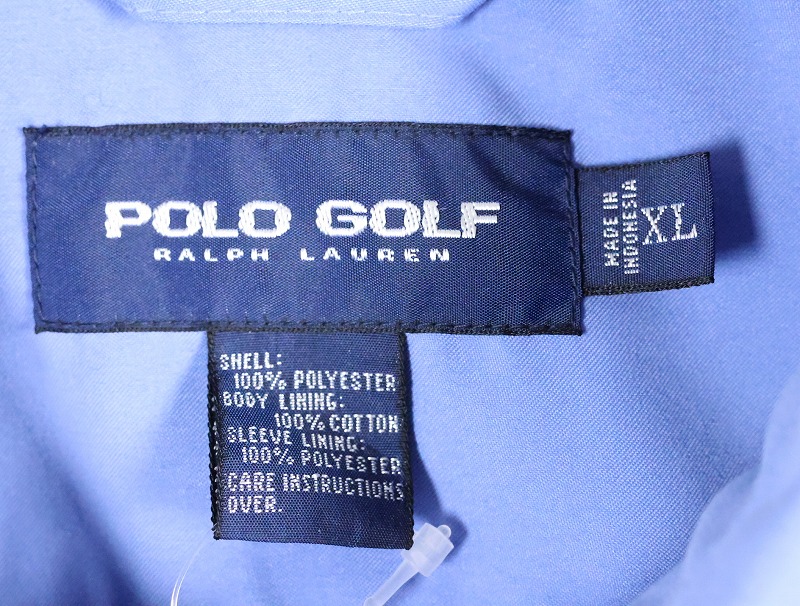 POLO GOLF
RALPH LAUREN
MADE IN
INDONESIA
XL
SHELL:
100% POLYESTER
BODY LINING:
100% COTTON
SLEEVE LINING:
100% POLYESTER
CARE INSTRUCTIONS
OVER.